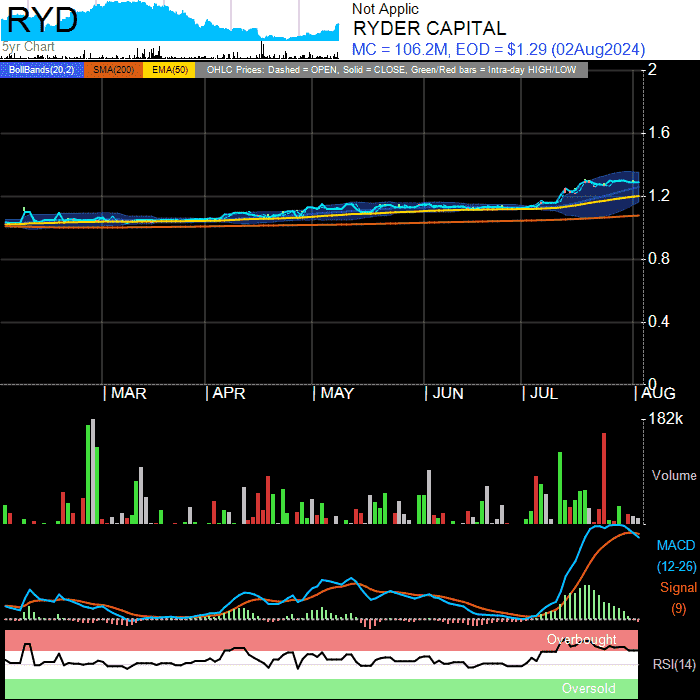 RYD
5yr Chart
Not Applic
RYDER CAPITAL
MC = 106.2M, EOD = $1.29 (02Aug2024)
BollBands(20,2) SMA(200) EMA(50) OHLC Prices: Dashed = OPEN, Solid = CLOSE, Green/Red bars = Intra-day HIGH/LOW
2
1.6
1.2
0.8
0.4
0
MAR APR MAY JUN JUL AUG
182k
Volume
MACD
(12-26)
Signal
(9)
Overbought
RSI(14)
Oversold